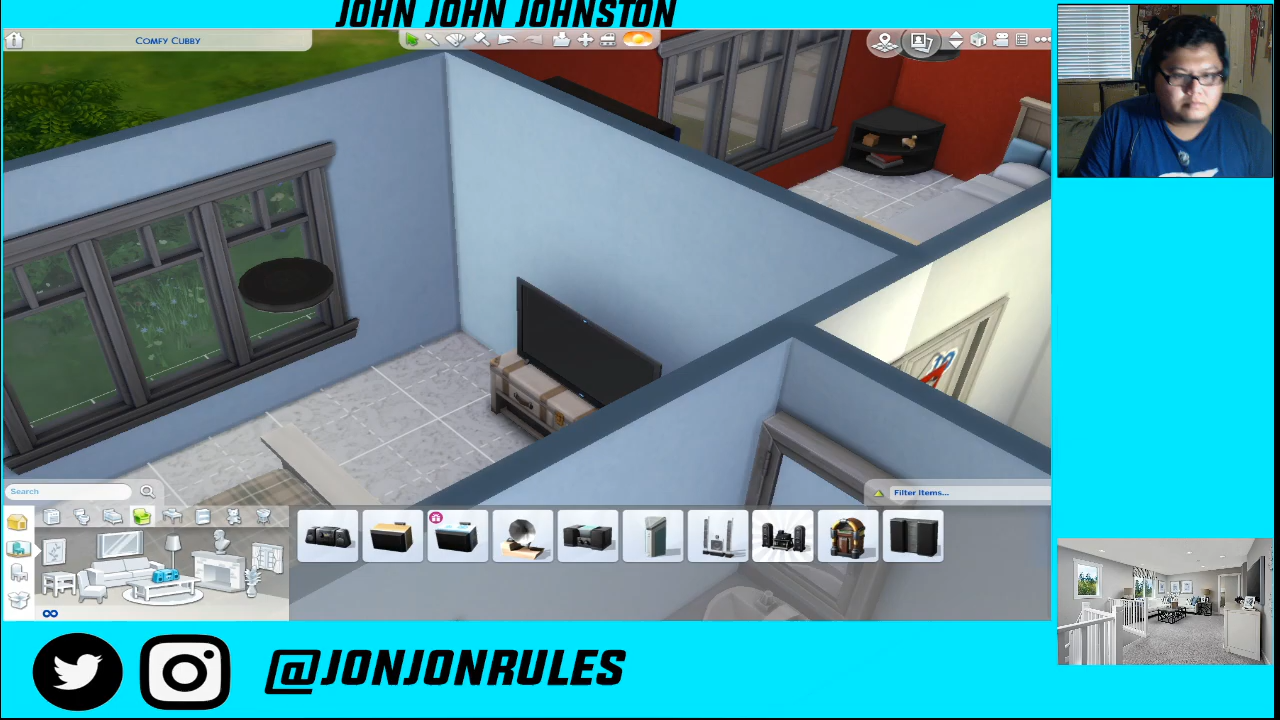 JOHN JOHN JOHNSTON
COMFY CUBBY
Search
Filter Items...
@JONJONRULES